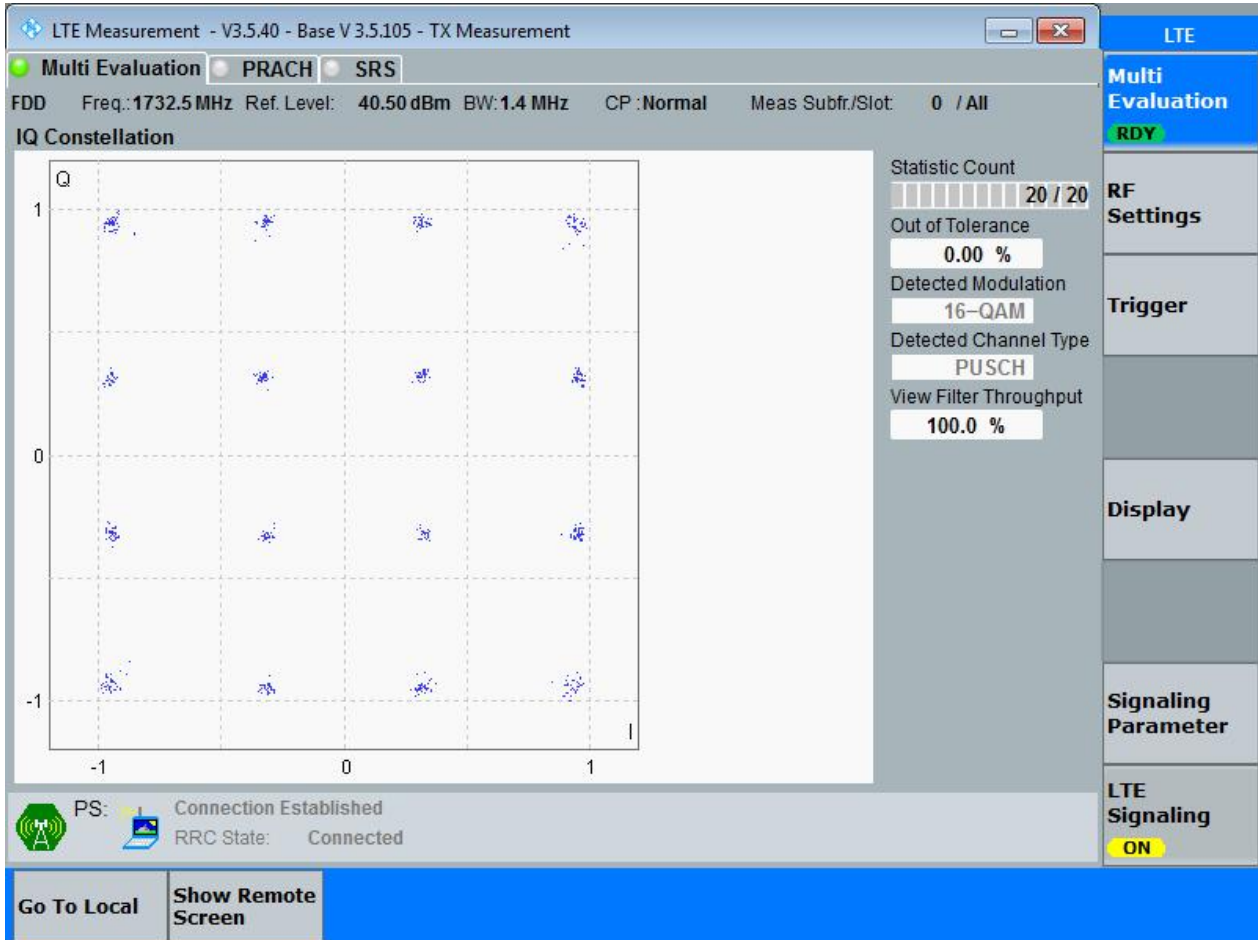 LTE Measurement - V3.5.40 - Base V 3.5.105 - TX Measurement
LTE
Multi Evaluation PRACH SRS
FDD Freq.: 1732.5 MHz Ref. Level: 40.50 dBm BW: 1.4 MHz CP : Normal Meas Subfr./Slot: 0 / All
IQ Constellation
Q
1
0
-1
I
-1 0 1
Statistic Count
20 / 20
Out of Tolerance
0.00 %
Detected Modulation
16-QAM
Detected Channel Type
PUSCH
View Filter Throughput
100.0 %
Multi
Evaluation
RDY
RF
Settings
Trigger
Display
Signaling
Parameter
LTE
Signaling
ON
PS: Connection Established
RRC State: Connected
Go To Local
Show Remote
Screen